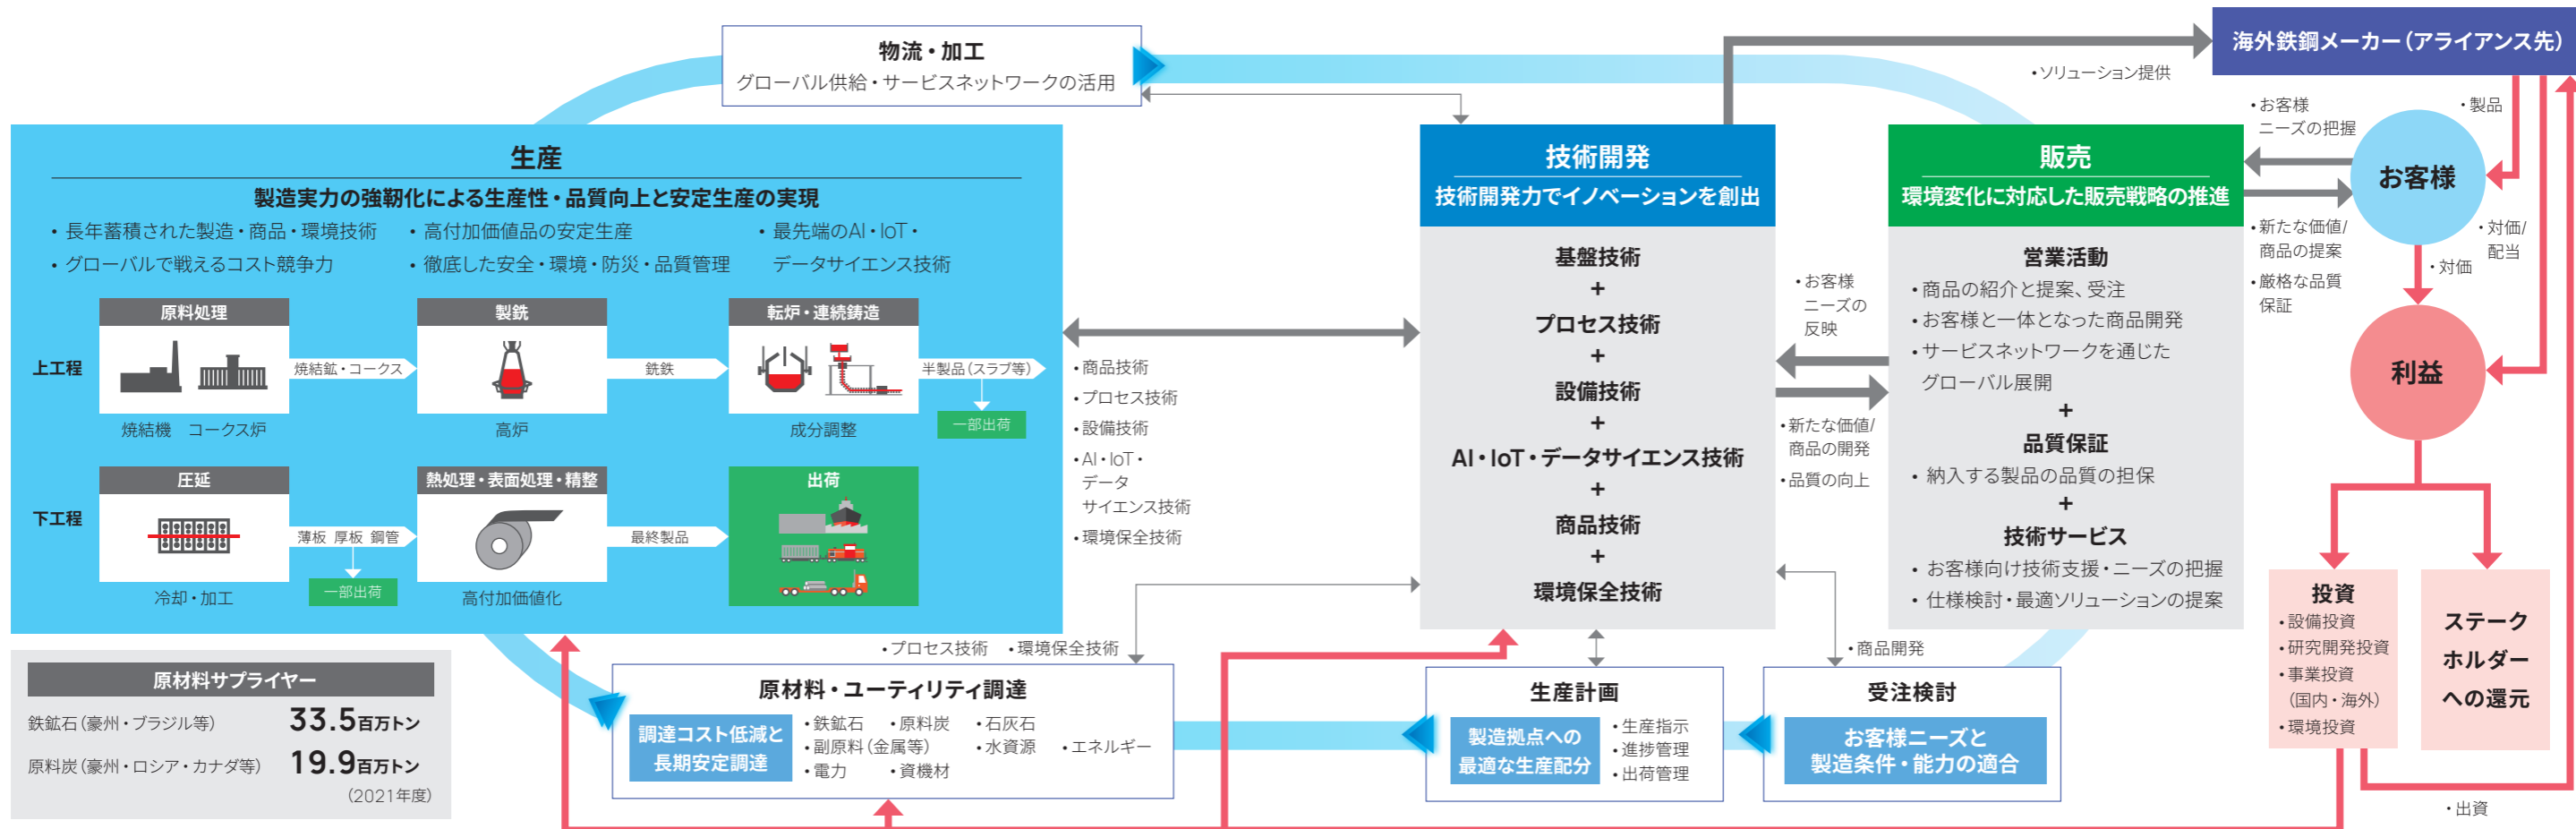 物流・加工
グローバル供給・サービスネットワークの活用
海外鉄鋼メーカー（アライアンス先）
・ソリューション提供
生産
製造実力の強靭化による生産性・品質向上と安定生産の実現
• 長年蓄積された製造・商品・環境技術
• グローバルで戦えるコスト競争力
• 高付加価値品の安定生産
• 徹底した安全・環境・防災・品質管理
• 最先端のAI・IoT・
データサイエンス技術
上工程
原料処理
焼結機　コークス炉
焼結鉱・コークス
製銑
高炉
銑鉄
転炉・連続鋳造
成分調整
半製品（スラブ等）
一部出荷
下工程
圧延
冷却・加工
薄板 厚板 鋼管
一部出荷
熱処理・表面処理・精整
高付加価値化
最終製品
出荷
・商品技術
・プロセス技術
・設備技術
・AI・IoT・
データ
サイエンス技術
・環境保全技術
技術開発
技術開発力でイノベーションを創出
基盤技術
+
プロセス技術
+
設備技術
+
AI・IoT・データサイエンス技術
+
商品技術
+
環境保全技術
・お客様
ニーズの
反映
・新たな価値/
商品の開発
・品質の向上
販売
環境変化に対応した販売戦略の推進
営業活動
・商品の紹介と提案、受注
・お客様と一体となった商品開発
・サービスネットワークを通じた
グローバル展開
+
品質保証
• 納入する製品の品質の担保
+
技術サービス
• お客様向け技術支援・ニーズの把握
• 仕様検討・最適ソリューションの提案
・お客様
ニーズの把握
・新たな価値/
商品の提案
・厳格な品質
保証
・製品
お客様
・対価
・対価/
配当
利益
投資
・設備投資
・研究開発投資
・事業投資
（国内・海外）
・環境投資
ステーク
ホルダー
への還元
・出資
原材料サプライヤー
鉄鉱石（豪州・ブラジル等） 33.5百万トン
原料炭（豪州・ロシア・カナダ等） 19.9百万トン
（2021年度）
・プロセス技術 ・環境保全技術
原材料・ユーティリティ調達
調達コスト低減と
長期安定調達
・鉄鉱石 ・原料炭 ・石灰石
・副原料（金属等） ・水資源 ・エネルギー
・電力 ・資機材
生産計画
製造拠点への
最適な生産配分
・生産指示
・進捗管理
・出荷管理
・商品開発
受注検討
お客様ニーズと
製造条件・能力の適合